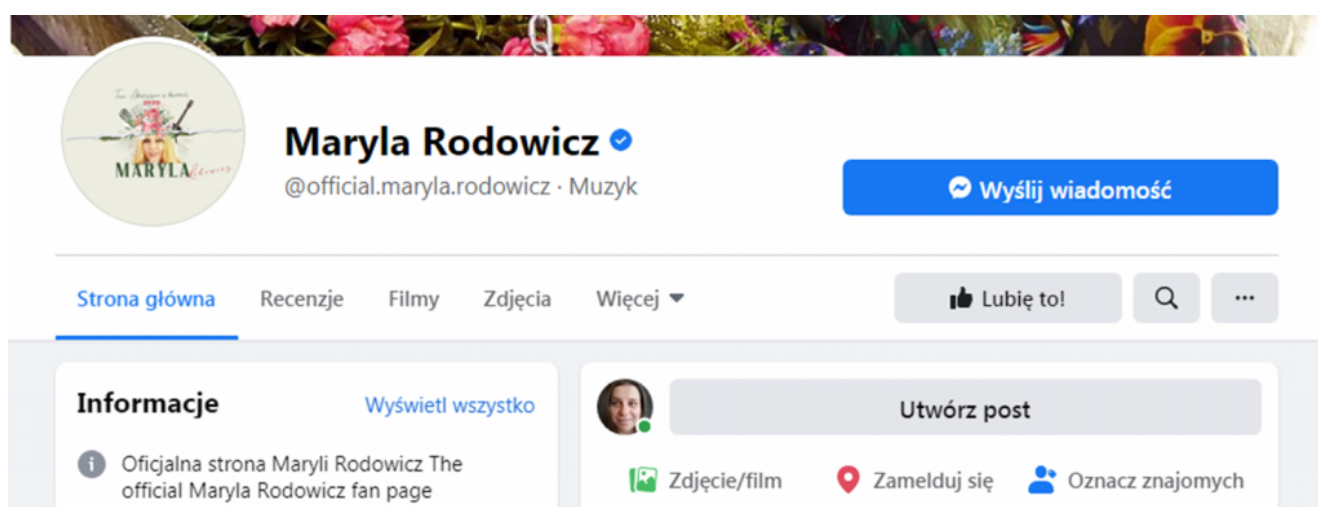 MARYLA Rodowicz
Maryla Rodowicz
@official.maryla.rodowicz · Muzyk
Wyślij wiadomość
Strona główna
Recenzje
Filmy
Zdjęcia
Więcej
Lubię to!
Informacje
Wyświetl wszystko
Oficjalna strona Maryli Rodowicz The
official Maryla Rodowicz fan page
Utwórz post
Zdjęcie/film
Zamelduj się
Oznacz znajomych